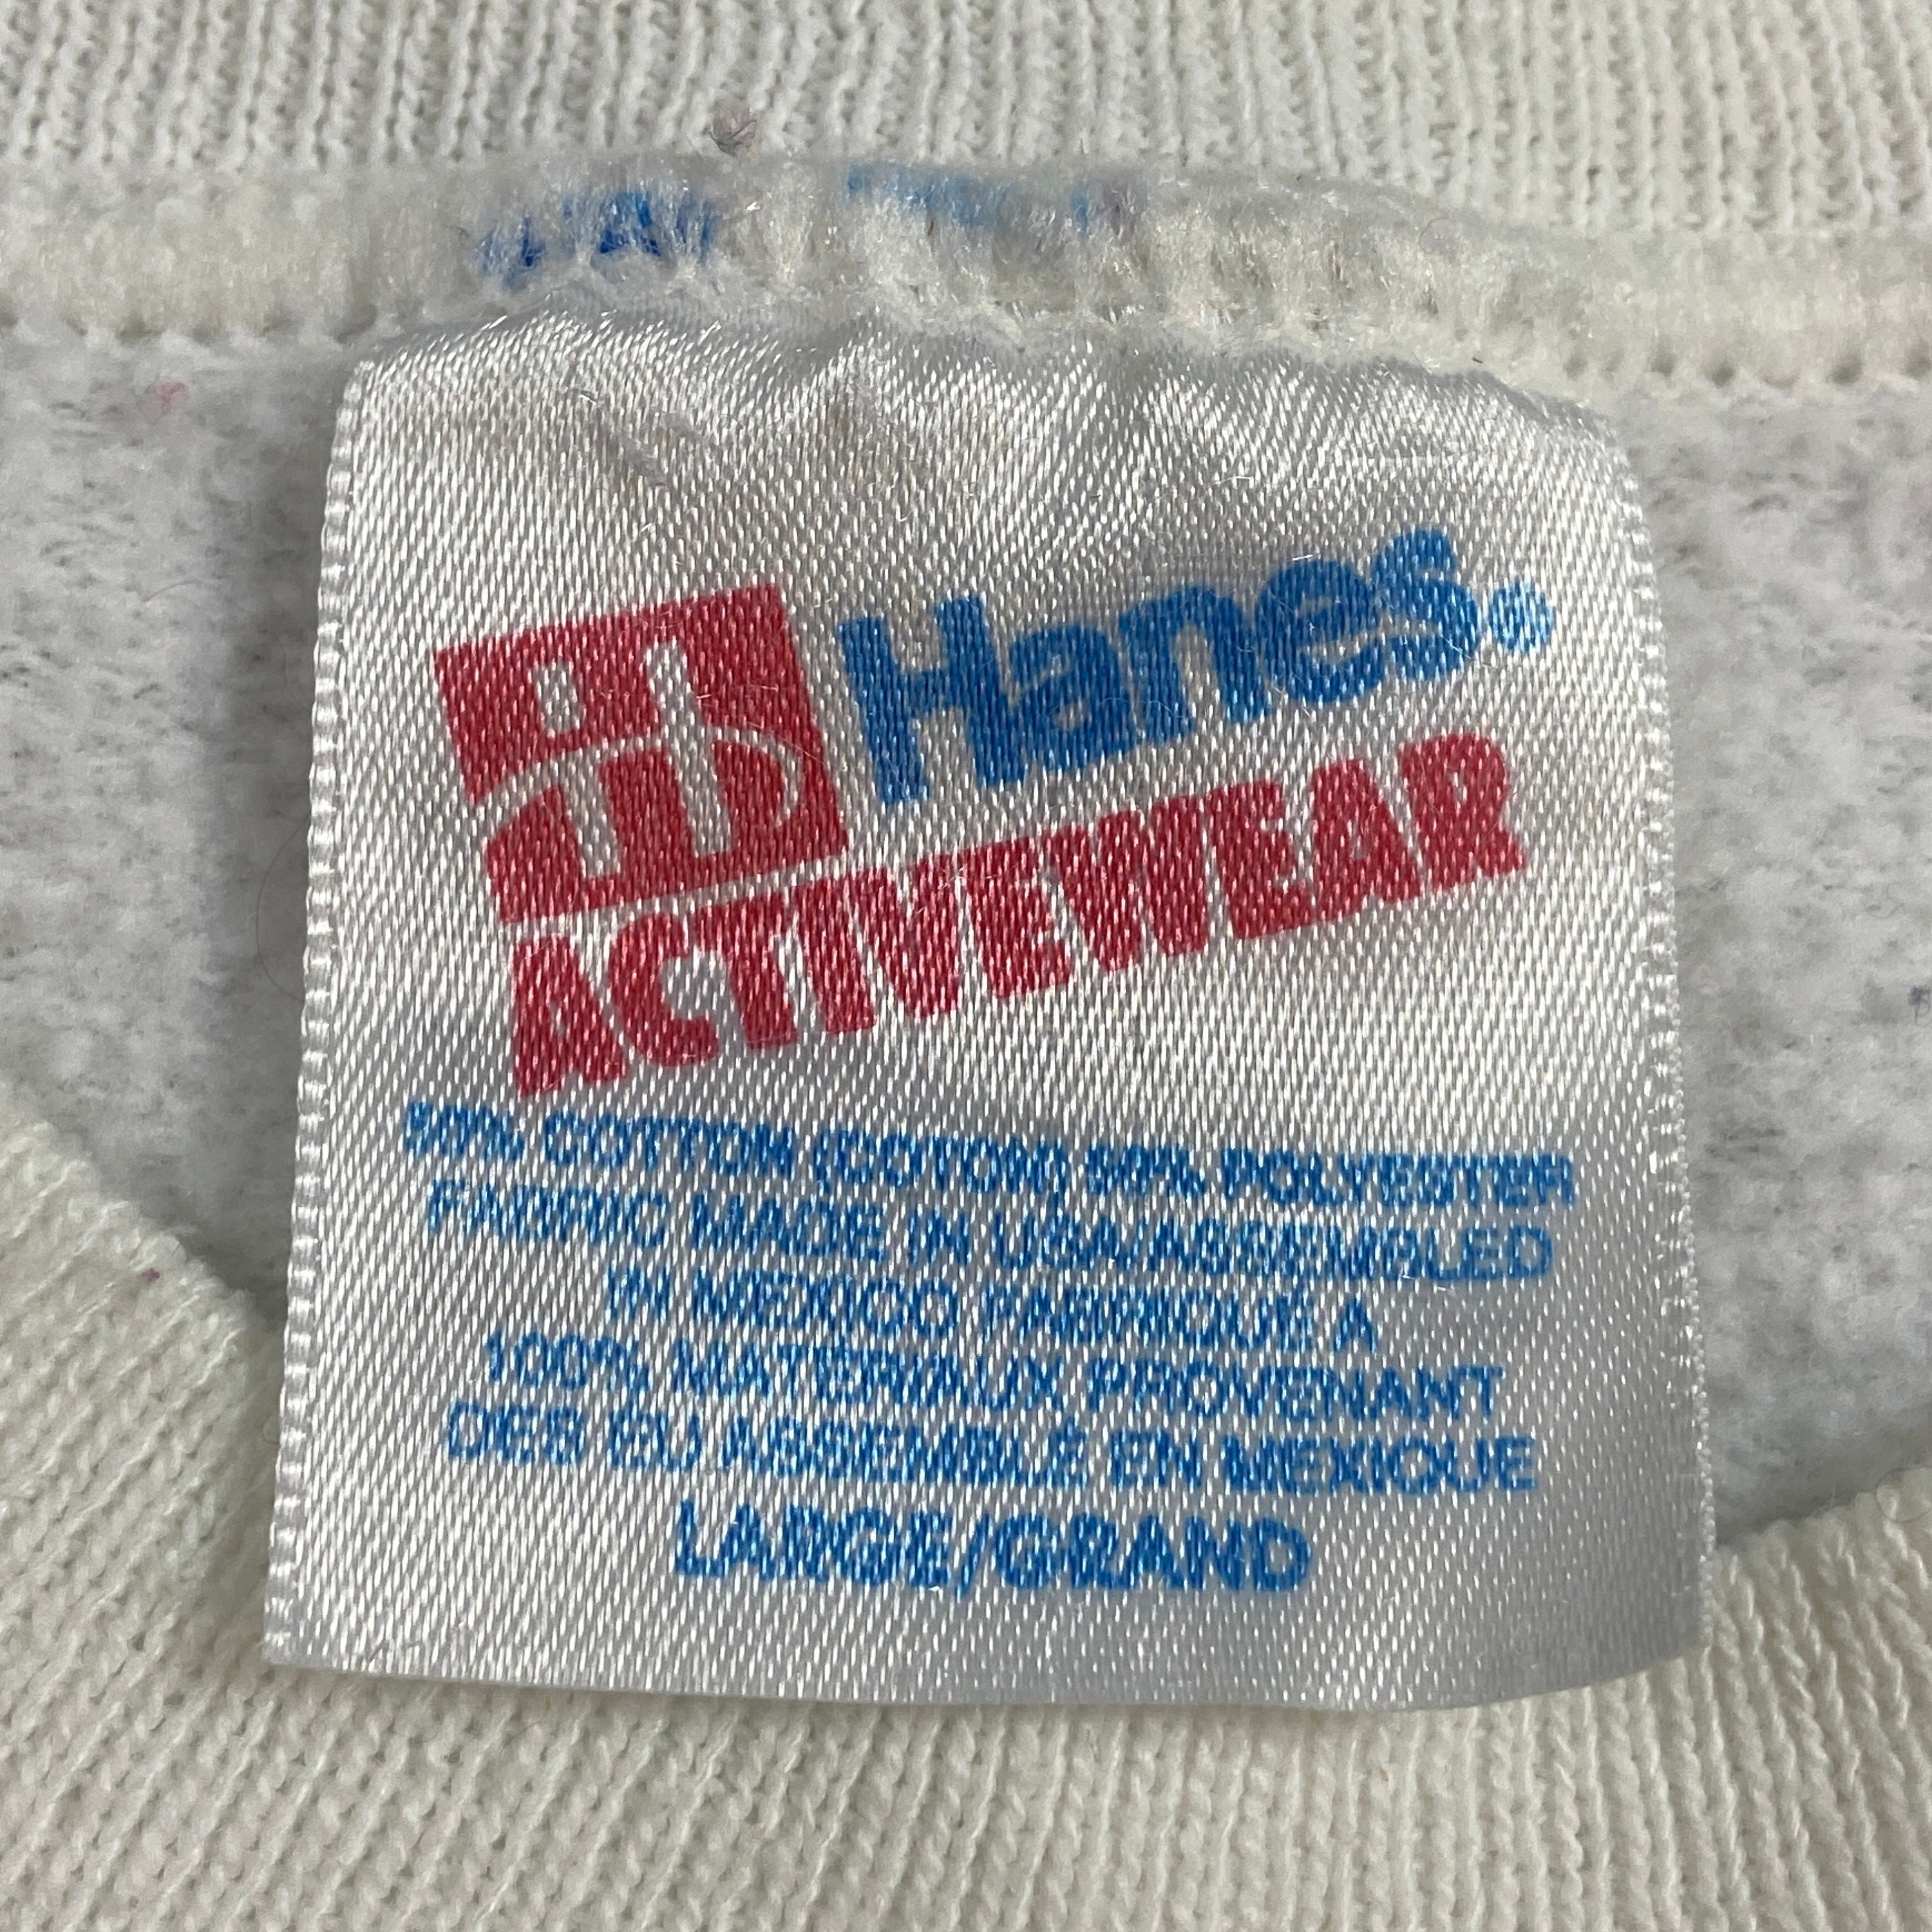 Hanes.
ACTIVEWEAR
50% COTTON (COTON) 50% POLYESTER
FABRIC MADE IN USA/ASSEMBLED
IN MEXICO FABRIQUE A
100% MATERIAUX PROVENANT
DES EU ASSEMBLE EN MEXIQUE
LARGE/GRAND